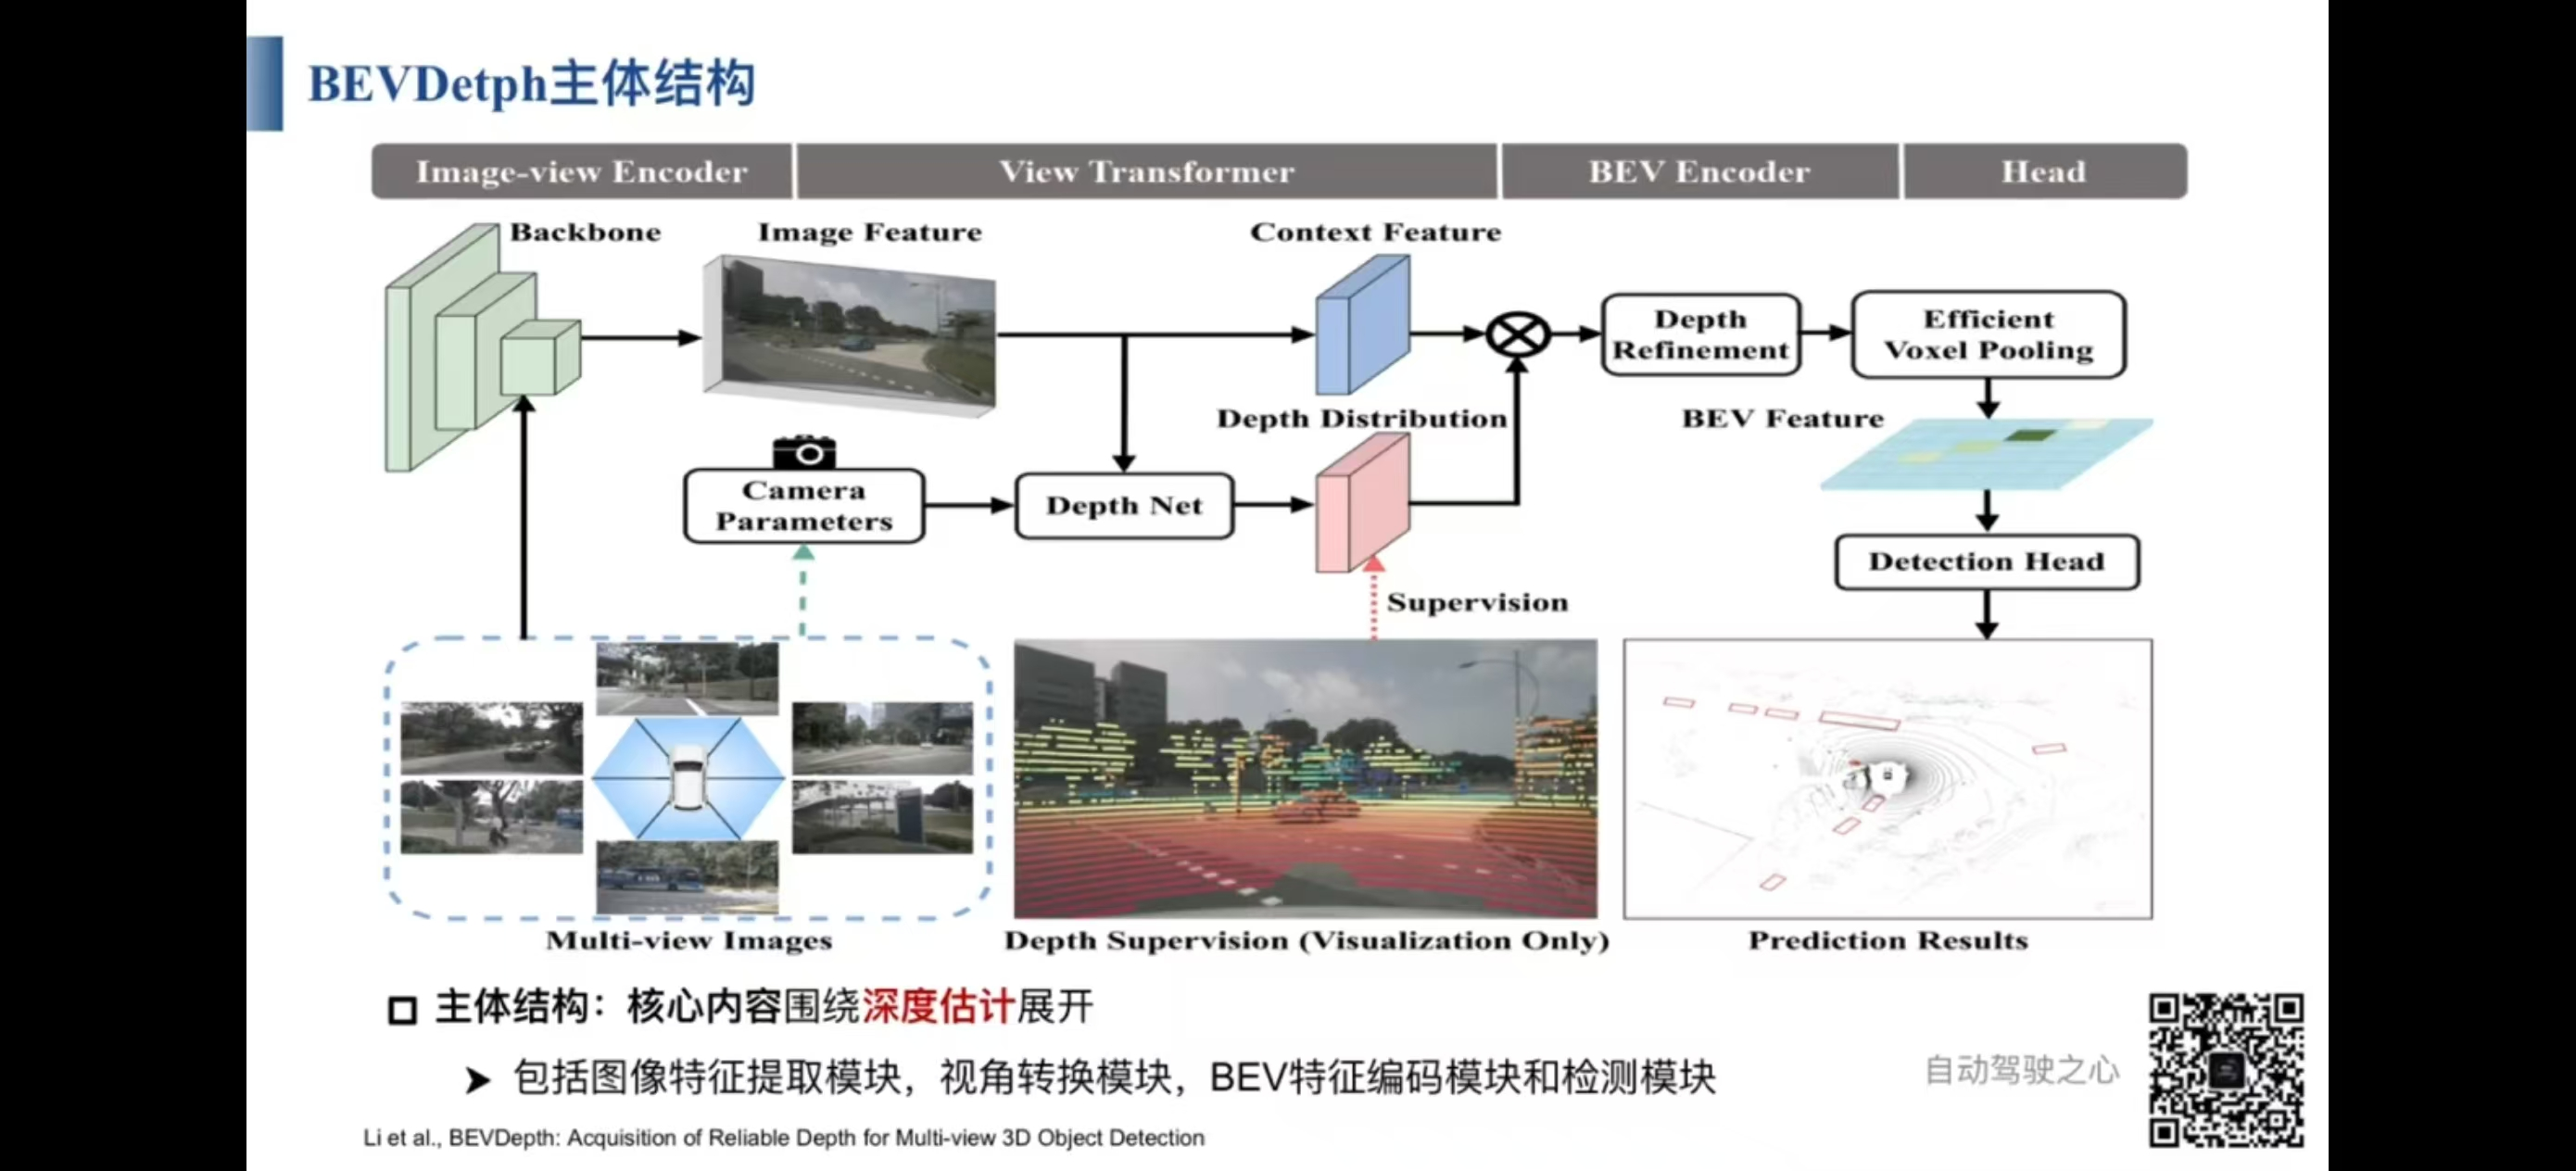 BEVDetph主体结构
Image-view Encoder
View Transformer
BEV Encoder
Head
Backbone
Image Feature
Context Feature
Depth
Refinement
Efficient
Voxel Pooling
Depth Distribution
BEV Feature
Camera
Parameters
Depth Net
Detection Head
Supervision
Multi-view Images
Depth Supervision (Visualization Only)
Prediction Results
主体结构：核心内容围绕深度估计展开
包括图像特征提取模块，视角转换模块，BEV特征编码模块和检测模块
自动驾驶之心
Li et al., BEVDepth: Acquisition of Reliable Depth for Multi-view 3D Object Detection